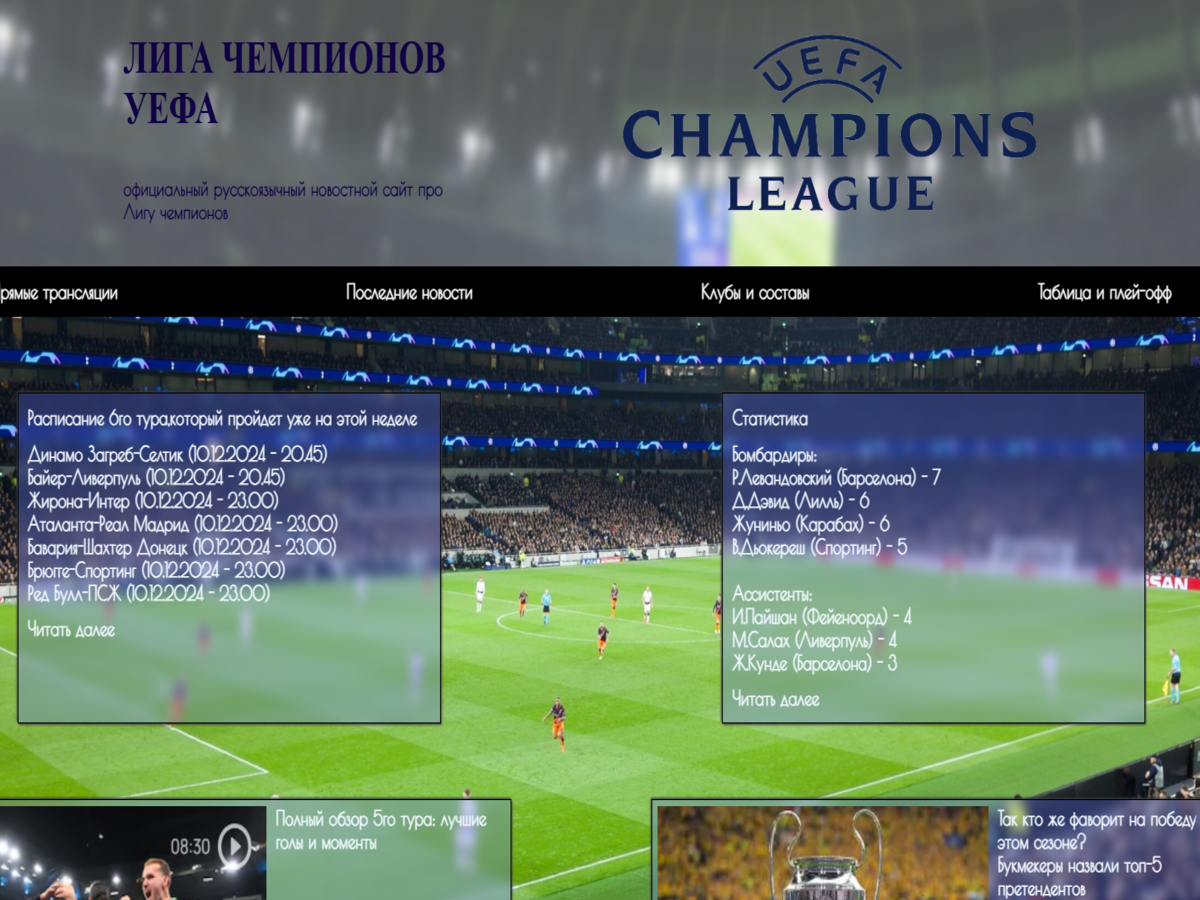 ЛИГА ЧЕМПИОНОВ
УЕФА
официальный русскоязычный новостной сайт про
Лигу чемпионов
UEFA
CHAMPIONS
LEAGUE
рямые трансляции
Последние новости
Клубы и составы
Таблица и плей-офф
Расписание 6го тура,который пройдет уже на этой неделе
Динамо Загреб-Селтик (10.12.2024 - 20.45)
Байер-Ливерпуль (10.12.2024 - 20.45)
Жирона-Интер (10.12.2024 - 23.00)
Аталанта-Реал Мадрид (10.12.2024 - 23.00)
Бавария-Шахтер Донецк (10.12.2024 - 23.00)
Брюгге-Спортинг (10.12.2024 - 23.00)
Ред Булл-ПСЖ (10.12.2024 - 23.00)
Читать далее
Статистика
Бомбардиры:
Р.Левандовский (Барселона) - 7
Д.Дэвид (Лилль) - 6
Жуниньо (Карабах) - 6
В.Дьокереш (Спортинг) - 5
Ассистенты:
И.Пайшан (Фейеноорд) - 4
М.Салах (Ливерпуль) - 4
Ж.Кунде (Барселона) - 3
Читать далее
SAN
08:30
Полный обзор 5го тура: лучшие
голы и моменты
Так кто же фаворит на победу
этом сезоне?
Букмекеры назвали топ-5
претендентов